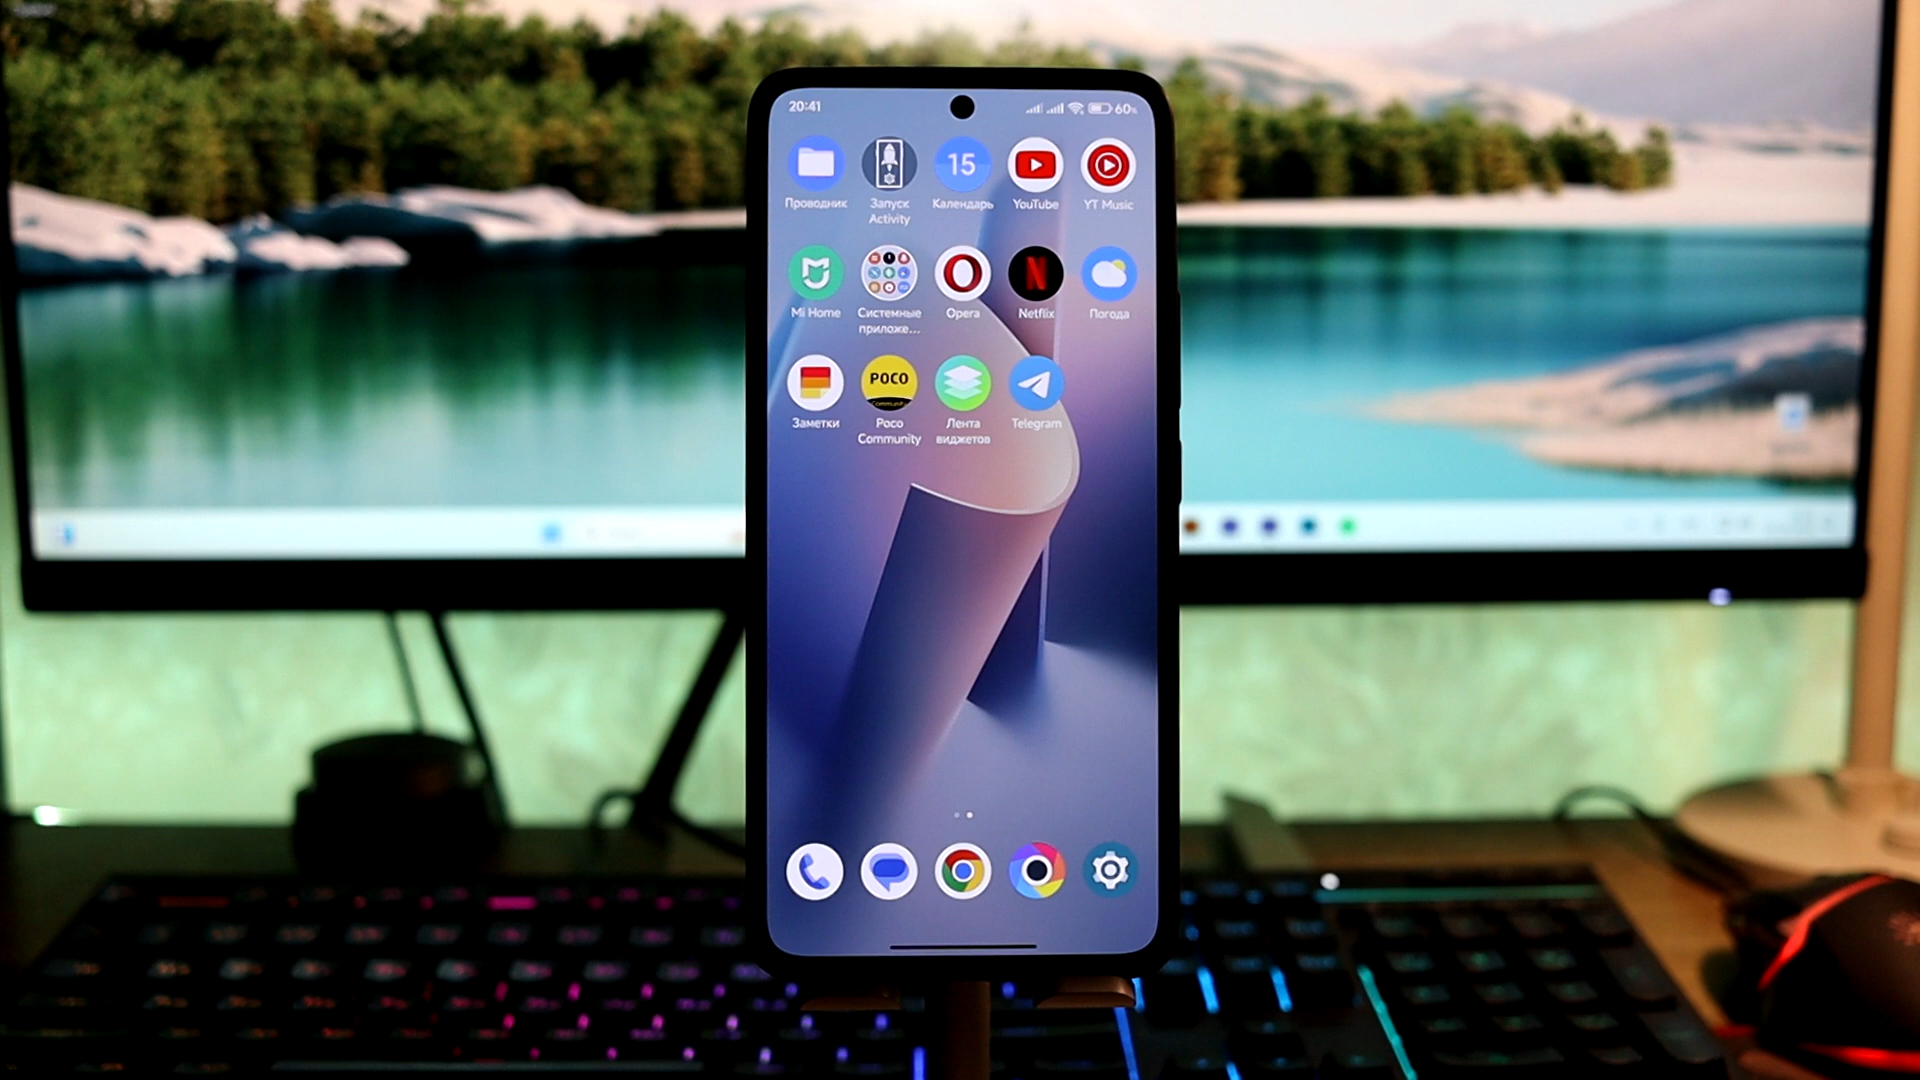 20:41
60%
15
Проводник
Запуск
Activity
Календарь
YouTube
YT Music
Mi Home
Системные
приложе...
Opera
Netflix
Погода
POCO
Community
Заметки
Poco
Community
Лента
виджетов
Telegram